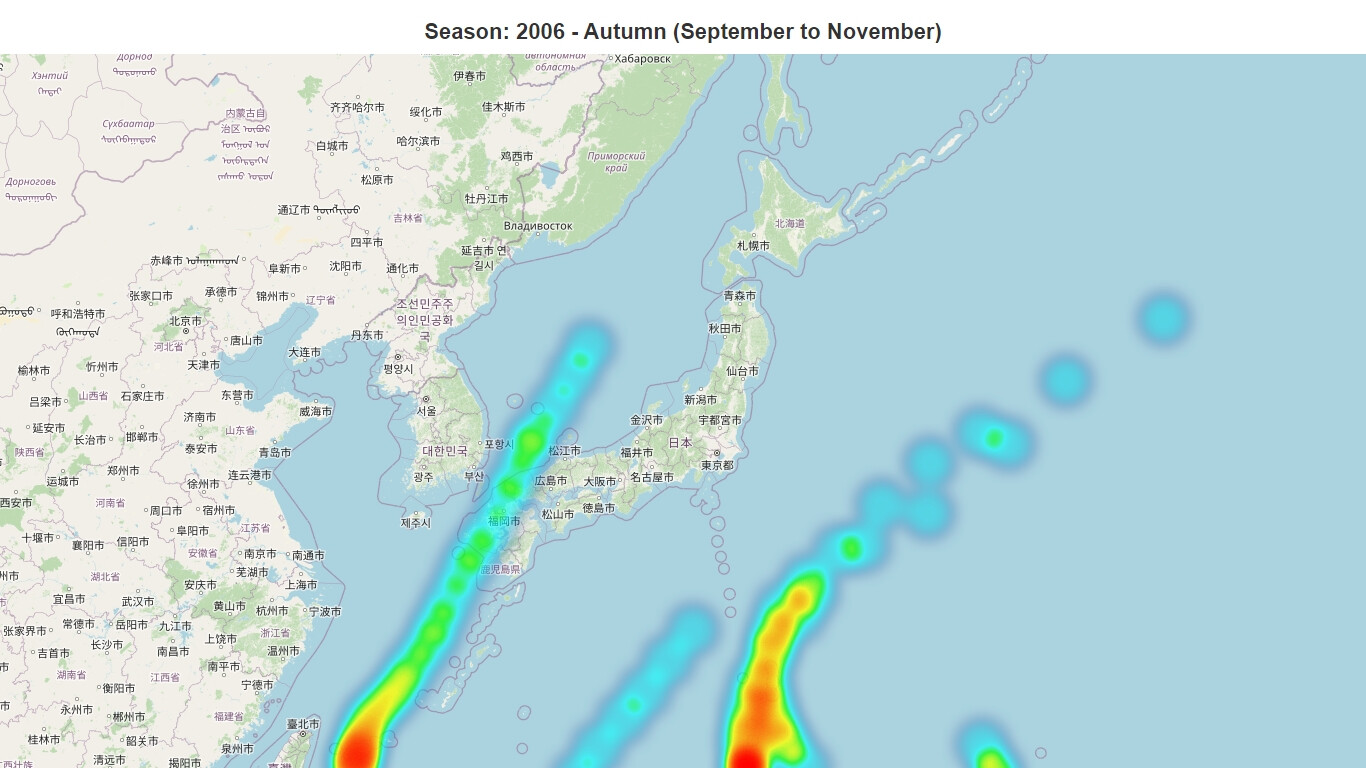 Season: 2006 - Autumn (September to November)
Дорнод
автономная
область
Хабаровск
Хэнтий
伊春市
齐齐哈尔市
绥化市
佳木斯市
内蒙古自
治区
Сүхбаатар
白城市
哈尔滨市
鸡西市
Приморский
край
松原市
Дорноговь
牡丹江市
通辽市
吉林省
北海道
Владивосток
四平市
札幌市
延吉市 연
길시
赤峰市
阜新市
沈阳市
通化市
张家口市
承德市
锦州市
辽宁省
青森市
조선민주주
의인민공화
국
呼和浩特市
北京市
秋田市
丹东市
唐山市
河北省
大连市
天津市
忻州市
榆林市
평양시
仙台市
东营市
山西省
石家庄市
吕梁市
서울
新潟市
威海市
济南市
金沢市
宇都宮市
延安市
山东省
长治市
邯郸市
포항시
日本
泰安市
대한민국
松江市
福井市
陕西省
青岛市
東京都
郑州市
连云港市
광주
부산
広島市
大阪市
名古屋市
运城市
徐州市
西安市
河南省
周口市
宿州市
松山市
徳島市
제주시
福岡市
江苏省
阜阳市
十堰市
襄阳市
信阳市
安徽省
南京市
南通市
鹿児島県
州市
湖北省
安庆市
芜湖市
上海市
宜昌市
武汉市
黄山市
杭州市
宁波市
常德市
岳阳市
九江市
张家界市
浙江省
上饶市
长沙市
吉首市
南昌市
温州市
南平市
湖南省
江西省
宁德市
衡阳市
永州市
郴州市
福建省
臺北市
桂林市
韶关市
泉州市
清远市
揭阳市
江西壮族
臺灣